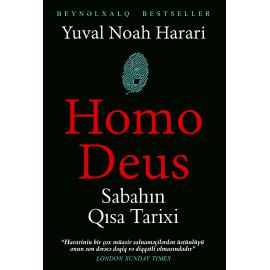 BEYNƏLXALQ BESTSELLER
Yuval Noah Harari
Homo
Deus
Sabahın
Qısa Tarixi
"Hararinin bir çox müasir salnaməçilərdən üstünlüyü
onun son dərəcə dəqiq və diqqətli olmasındadır"
LONDON SUNDAY TIMES